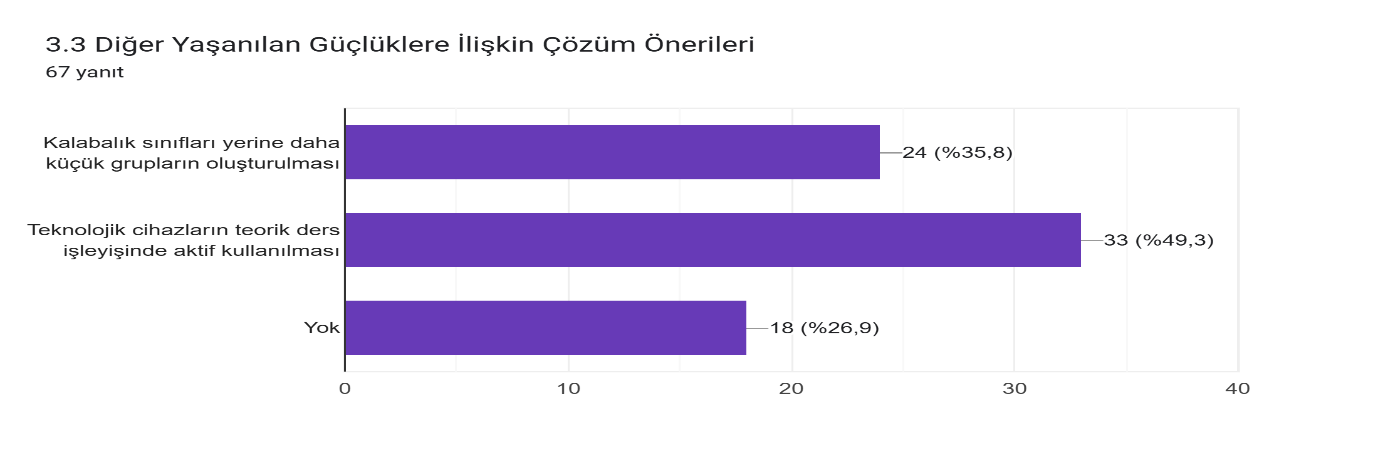 3.3 Diğer Yaşanılan Güçlüklere İlişkin Çözüm Önerileri
67 yanıt
Kalabalık sınıfları yerine daha
küçük grupların oluşturulması
24 (%35,8)
Teknolojik cihazların teorik ders
işleyişinde aktif kullanılması
33 (%49,3)
Yok
18 (%26,9)
0 10 20 30 40